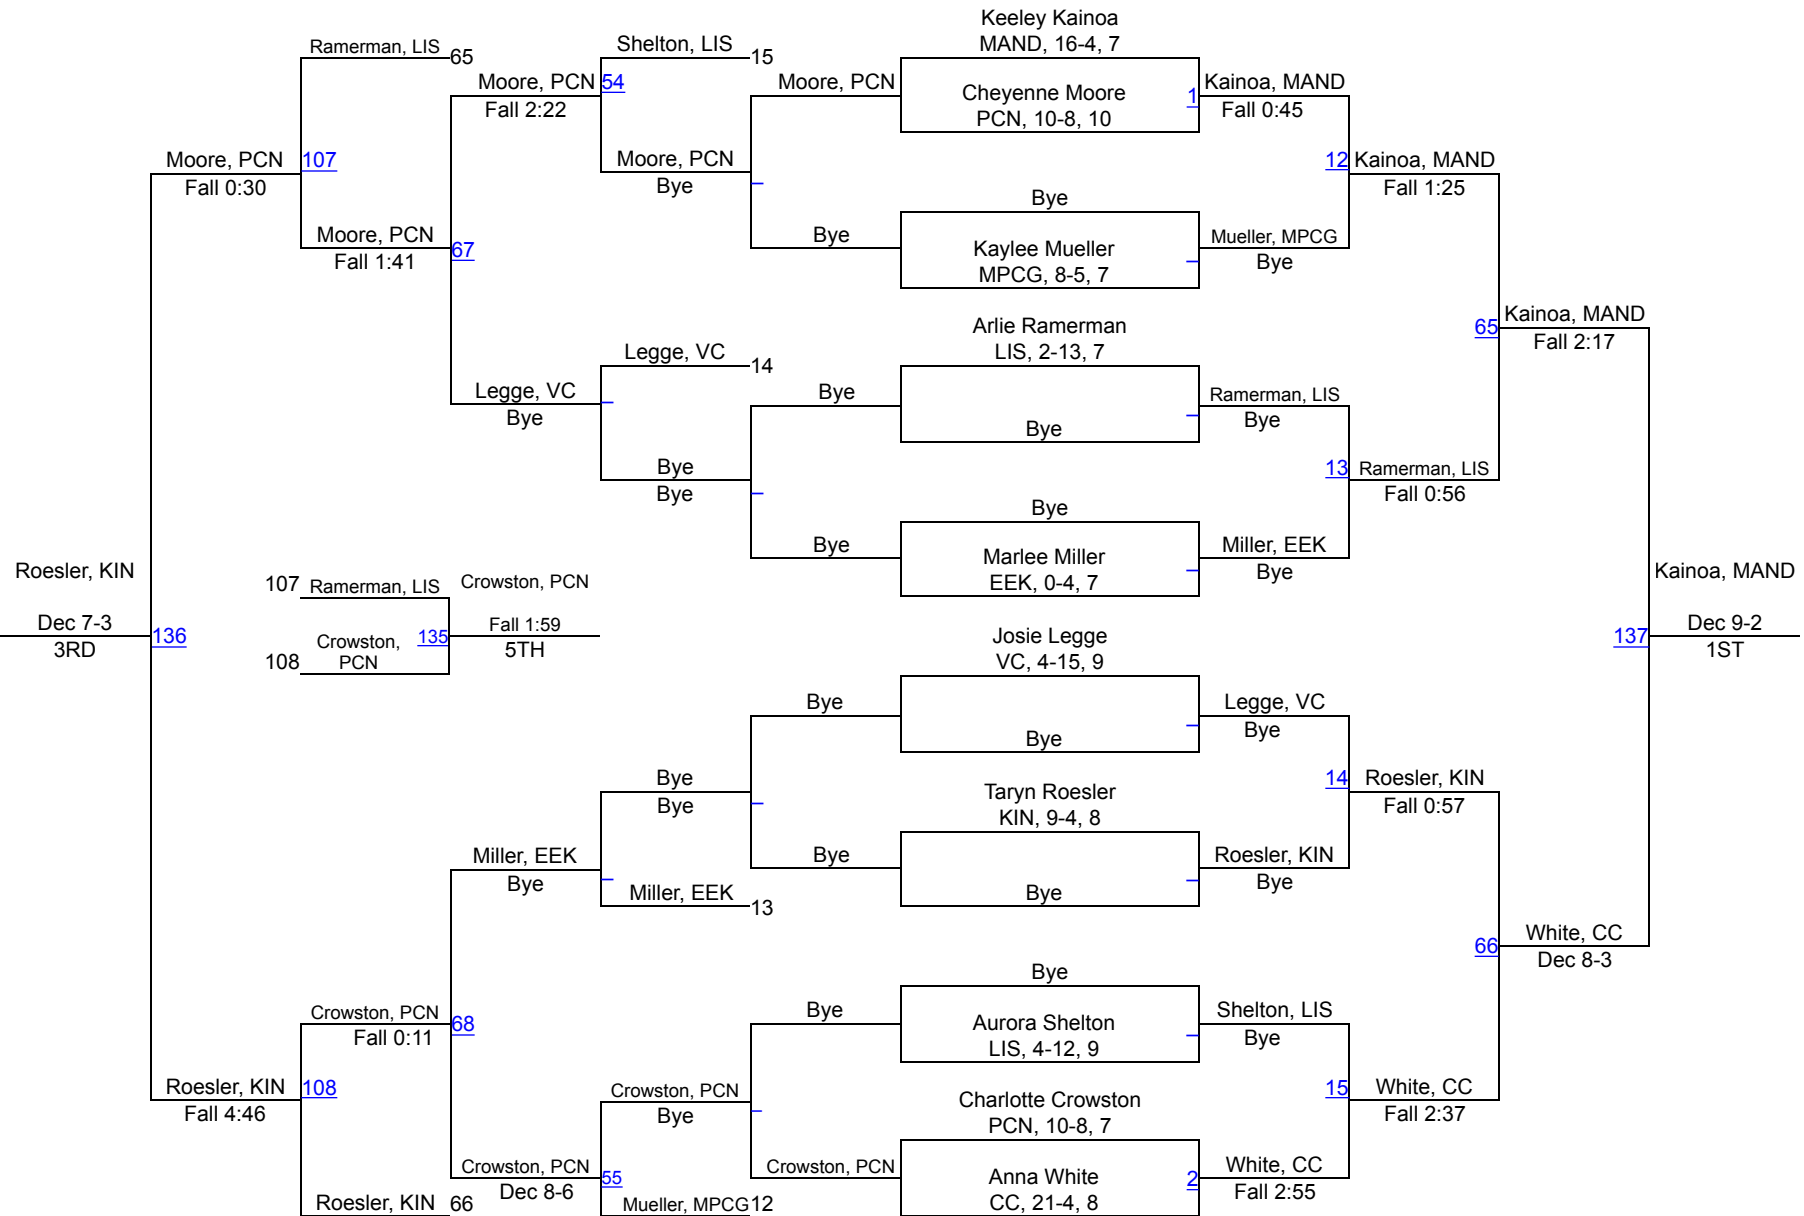 Keeley Kainoa
MAND, 16-4, 7
Ramerman, LIS
65
Shelton, LIS
15
Moore, PCN
54
Fall 2:22
Moore, PCN
Cheyenne Moore
PCN, 10-8, 10
1
Kainoa, MAND
Fall 0:45
Moore, PCN
107
Fall 0:30
Moore, PCN
Bye
12
Kainoa, MAND
Fall 1:25
Bye
Moore, PCN
67
Fall 1:41
Bye
Kaylee Mueller
MPCG, 8-5, 7
Mueller, MPCG
Bye
Arlie Ramerman
LIS, 2-13, 7
65
Kainoa, MAND
Fall 2:17
Legge, VC
14
Legge, VC
Bye
Bye
Ramerman, LIS
Bye
Bye
Bye
Bye
13
Ramerman, LIS
Fall 0:56
Bye
Bye
Marlee Miller
EEK, 0-4, 7
Miller, EEK
Bye
Roesler, KIN
107
Ramerman, LIS
Crowston, PCN
Kainoa, MAND
Dec 7-3
136
3RD
Crowston,
PCN
108
135
Fall 1:59
5TH
Josie Legge
VC, 4-15, 9
137
Dec 9-2
1ST
Bye
Bye
Legge, VC
Bye
Bye
Bye
Taryn Roesler
KIN, 9-4, 8
14
Roesler, KIN
Fall 0:57
Miller, EEK
Bye
Miller, EEK
13
Bye
Bye
Roesler, KIN
Bye
66
White, CC
Dec 8-3
Bye
Crowston, PCN
68
Fall 0:11
Bye
Aurora Shelton
LIS, 4-12, 9
Shelton, LIS
Bye
Roesler, KIN
108
Fall 4:46
Crowston, PCN
Bye
Charlotte Crowston
PCN, 10-8, 7
15
White, CC
Fall 2:37
Crowston, PCN
55
Dec 8-6
Crowston, PCN
Anna White
CC, 21-4, 8
2
White, CC
Fall 2:55
Roesler, KIN
66
Mueller, MPCG
12